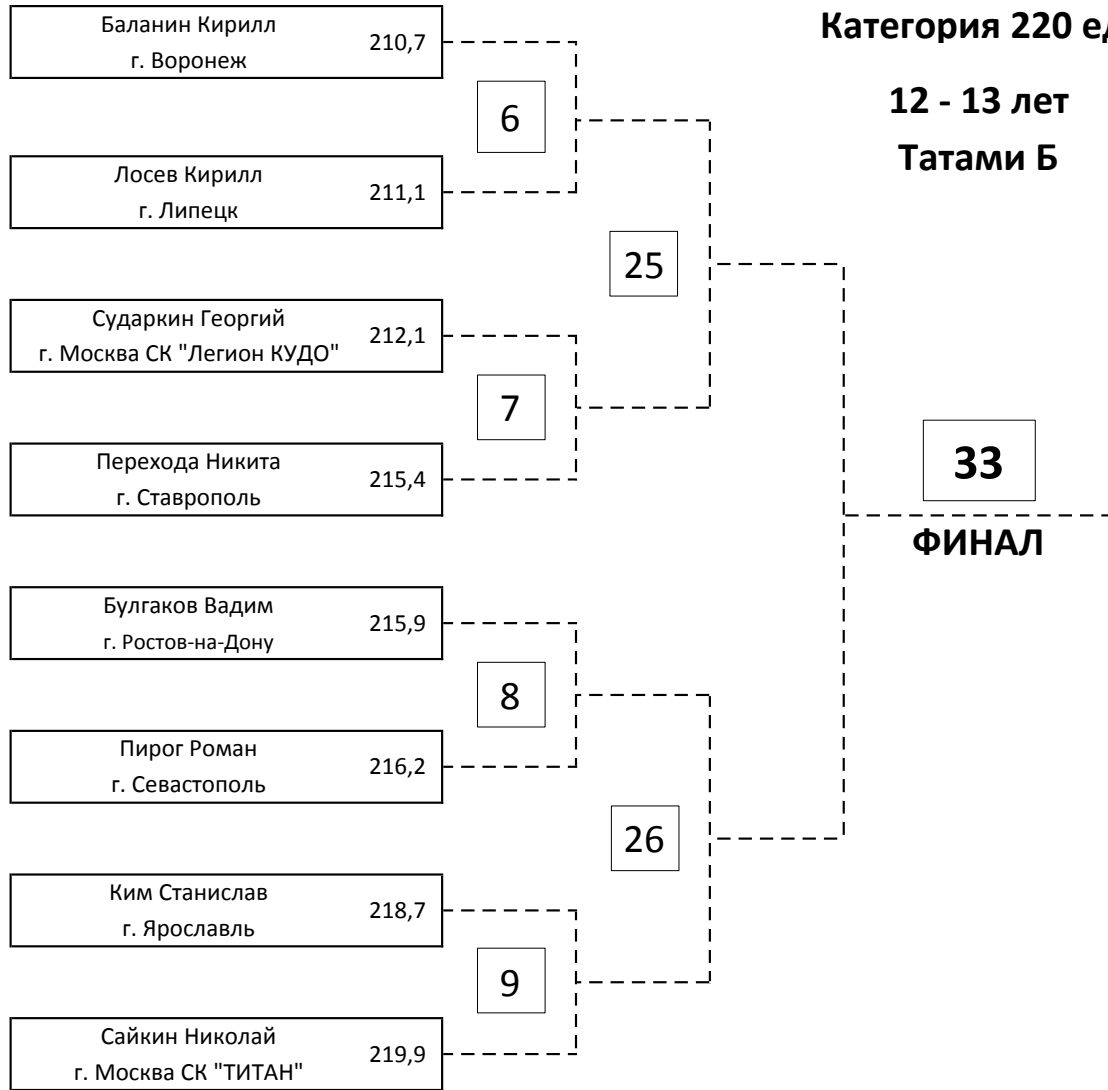 Категория 220 ед
12 - 13 лет
Татами Б
Баланин Кирилл
г. Воронеж
210,7
6
Лосев Кирилл
г. Липецк
211,1
25
Сударкин Георгий
г. Москва СК "Легион КУДО"
212,1
7
Перехода Никита
г. Ставрополь
215,4
33
ФИНАЛ
Булгаков Вадим
г. Ростов-на-Дону
215,9
8
Пирог Роман
г. Севастополь
216,2
26
Ким Станислав
г. Ярославль
218,7
9
Сайкин Николай
г. Москва СК "ТИТАН"
219,9